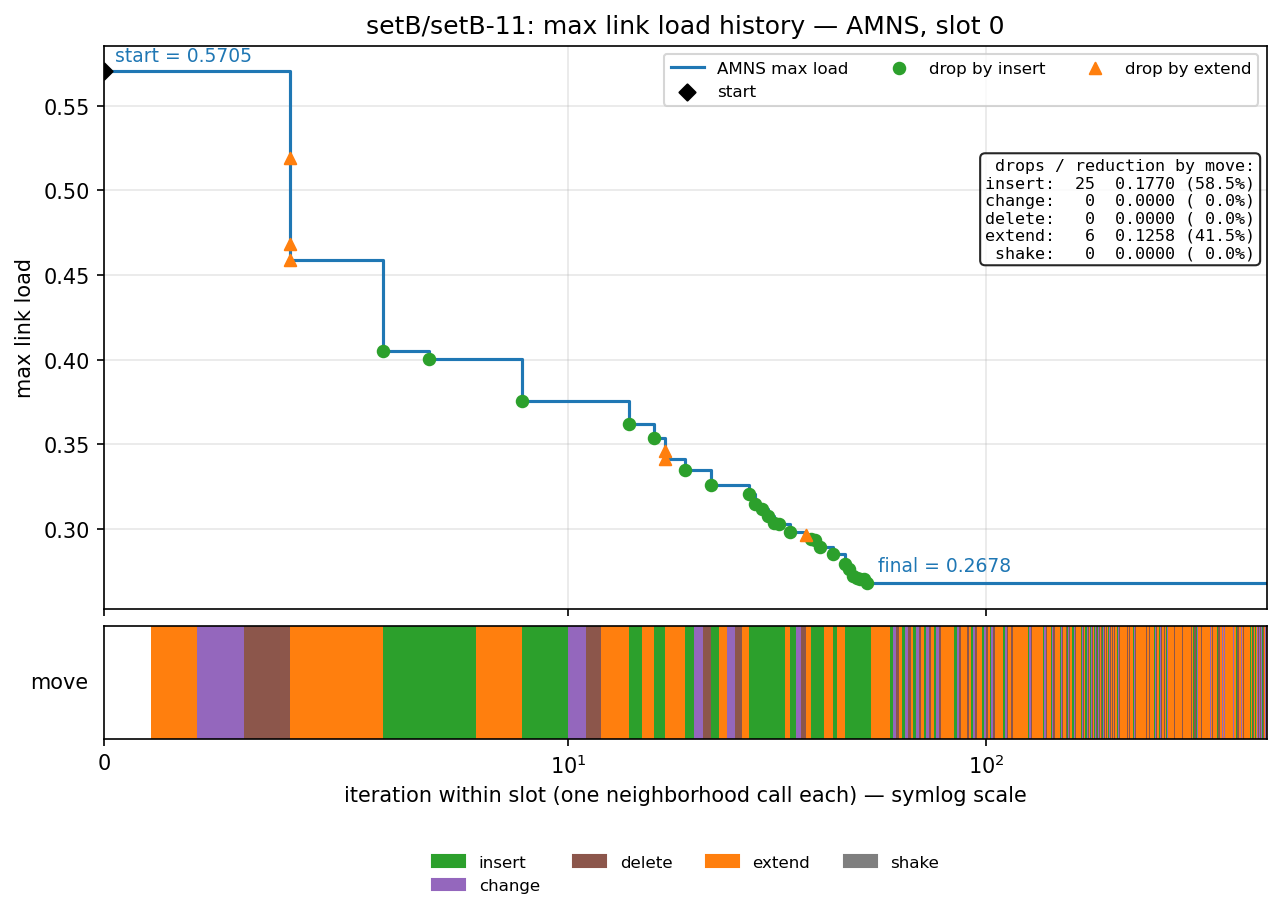 setB/setB-11: max link load history — AMNS, slot 0
start = 0.5705
AMNS max load
drop by insert
drop by extend
start
0.55
0.50
0.45
0.40
0.35
0.30
max link load
drops / reduction by move:
insert: 25 0.1770 (58.5%)
change: 0 0.0000 ( 0.0%)
delete: 0 0.0000 ( 0.0%)
extend: 6 0.1258 (41.5%)
shake: 0 0.0000 ( 0.0%)
final = 0.2678
move
0
10¹
10²
iteration within slot (one neighborhood call each) — symlog scale
insert
delete
extend
shake
change